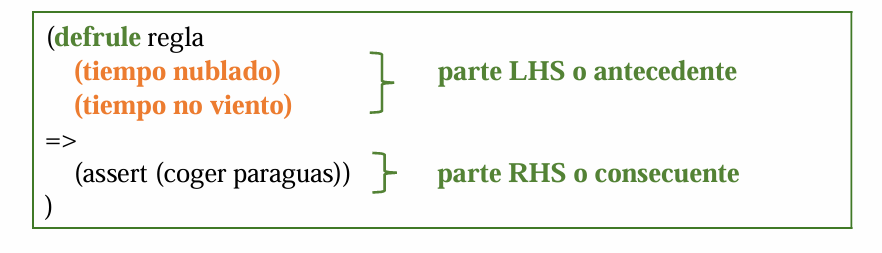 (defrule regla
(tiempo nublado)
parte LHS o antecedente
(tiempo no viento)
=>
(assert (coger paraguas))
parte RHS o consecuente
)